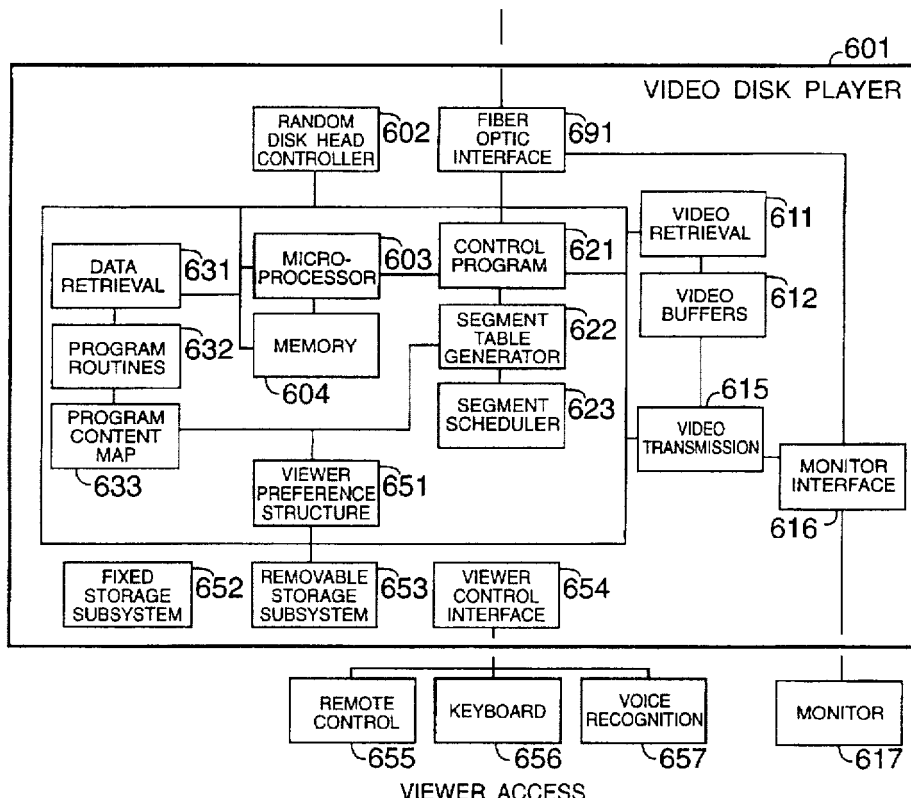 601
VIDEO DISK PLAYER
RANDOM
DISK HEAD
CONTROLLER
602
FIBER
OPTIC
INTERFACE
691
DATA
RETRIEVAL
631
MICRO-
PROCESSOR
603
CONTROL
PROGRAM
621
VIDEO
RETRIEVAL
611
PROGRAM
ROUTINES
632
MEMORY
604
SEGMENT
TABLE
GENERATOR
622
VIDEO
BUFFERS
612
PROGRAM
CONTENT
MAP
633
SEGMENT
SCHEDULER
623
615
VIDEO
TRANSMISSION
VIEWER
PREFERENCE
STRUCTURE
651
MONITOR
INTERFACE
616
FIXED
STORAGE
SUBSYSTEM
652
REMOVABLE
STORAGE
SUBSYSTEM
653
VIEWER
CONTROL
INTERFACE
654
REMOTE
CONTROL
655
KEYBOARD
656
VOICE
RECOGNITION
657
MONITOR
617
VIEWER ACCESS